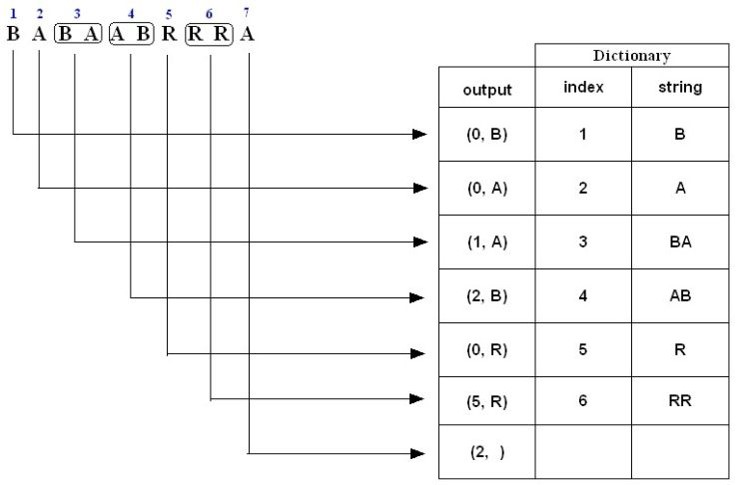 1 2 3 4 5 6 7
B A B A A B R R R A
Dictionary
output index string
(0, B) 1 B
(0, A) 2 A
(1, A) 3 BA
(2, B) 4 AB
(0, R) 5 R
(5, R) 6 RR
(2, )